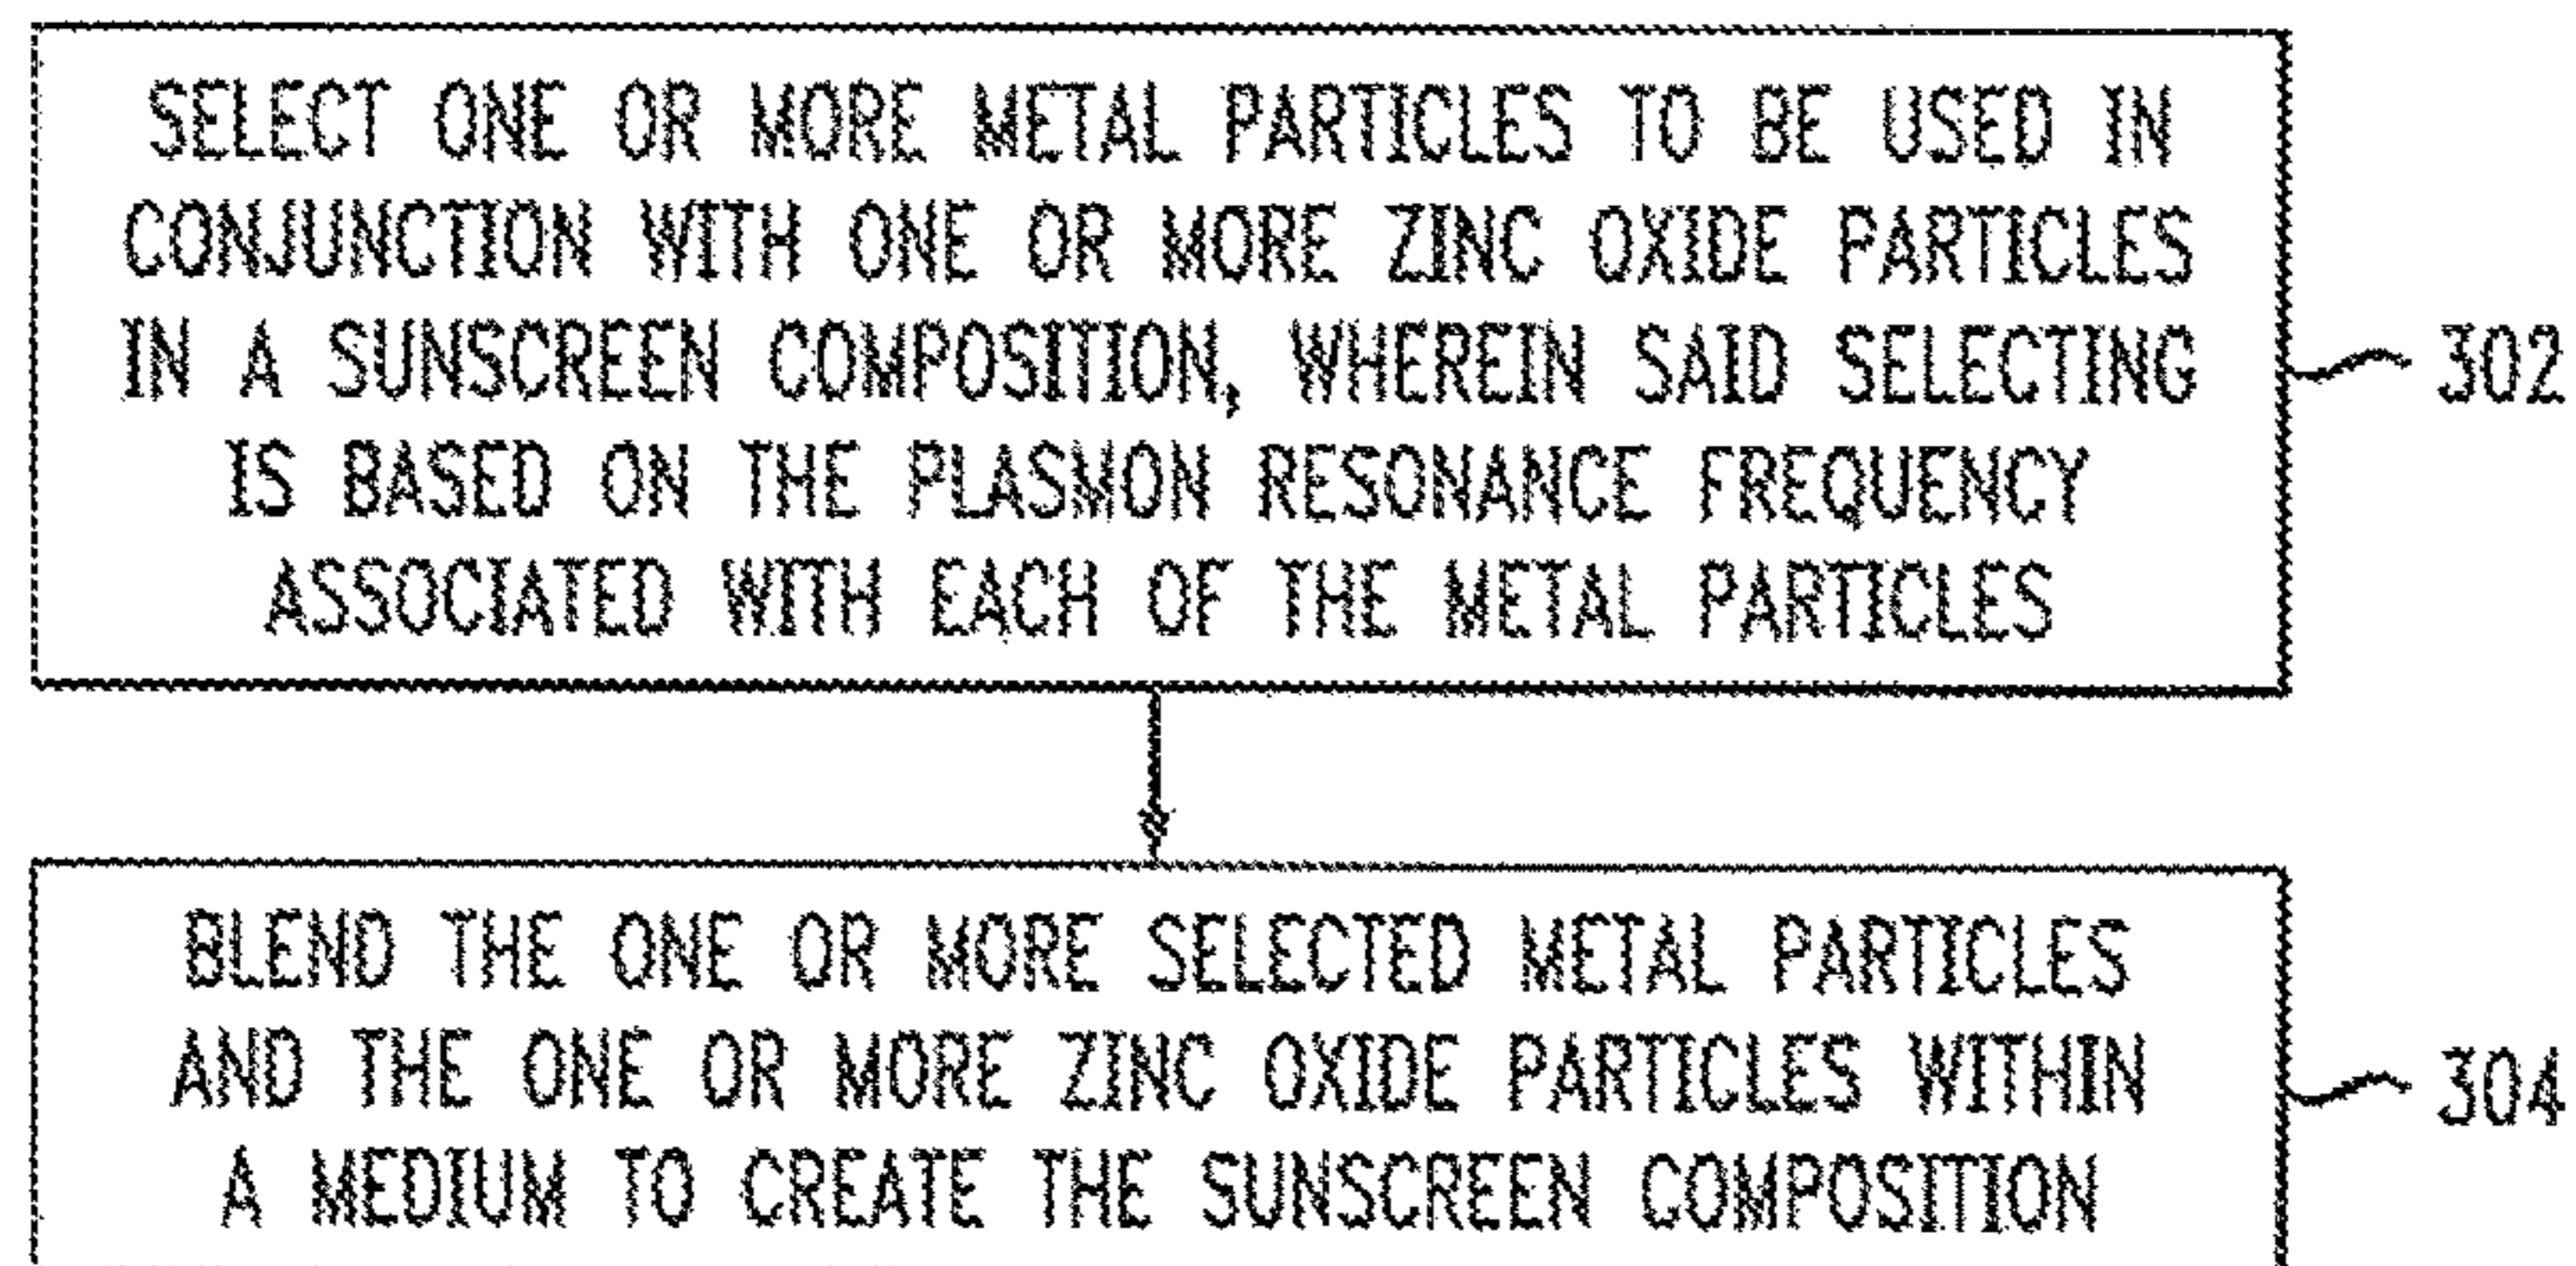 SELECT ONE OR MORE METAL PARTICLES TO BE USED IN
CONJUNCTION WITH ONE OR MORE ZINC OXIDE PARTICLES
IN A SUNSCREEN COMPOSITION, WHEREIN SAID SELECTING
IS BASED ON THE PLASMON RESONANCE FREQUENCY
ASSOCIATED WITH EACH OF THE METAL PARTICLES
302
BLEND THE ONE OR MORE SELECTED METAL PARTICLES
AND THE ONE OR MORE ZINC OXIDE PARTICLES WITHIN
A MEDIUM TO CREATE THE SUNSCREEN COMPOSITION
304